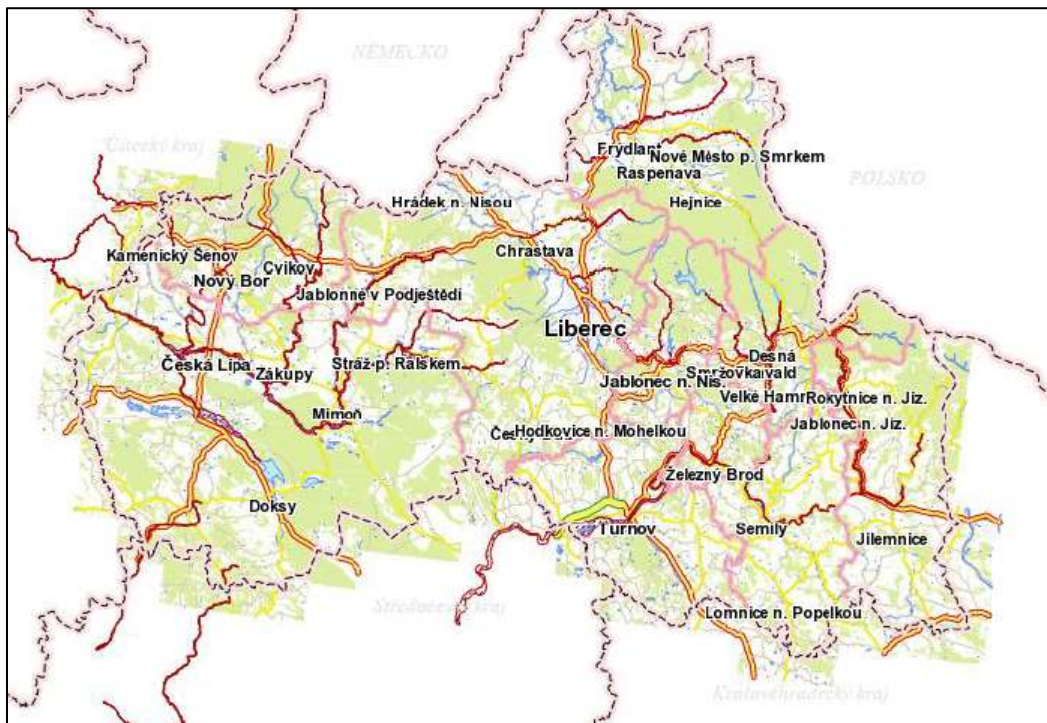 NĚMECKO
Ústecký kraj
Frýdlant
Nové Město p. Smrkem
Raspenava
POLSKO
Hrádek n. Nisou
Hejnice
Kamenický Šenov
Chrastava
Cvikov
Nový Bor
Jablonné v Podještědí
Liberec
Česká Lípa
Stráž p. Ralskem
Desná
Zákupy
Smržovka
Jablonec n. Nis.
Velké Ham
Rokytnice n. Jiz.
Mimoň
Jablonec n. Jiz.
Hodkovice n. Mohelkou
Železný Brod
Doksy
Turnov
Semily
Jilemnice
Středočeský kraj
Lomnice n. Popelkou
Královéhradecký kraj